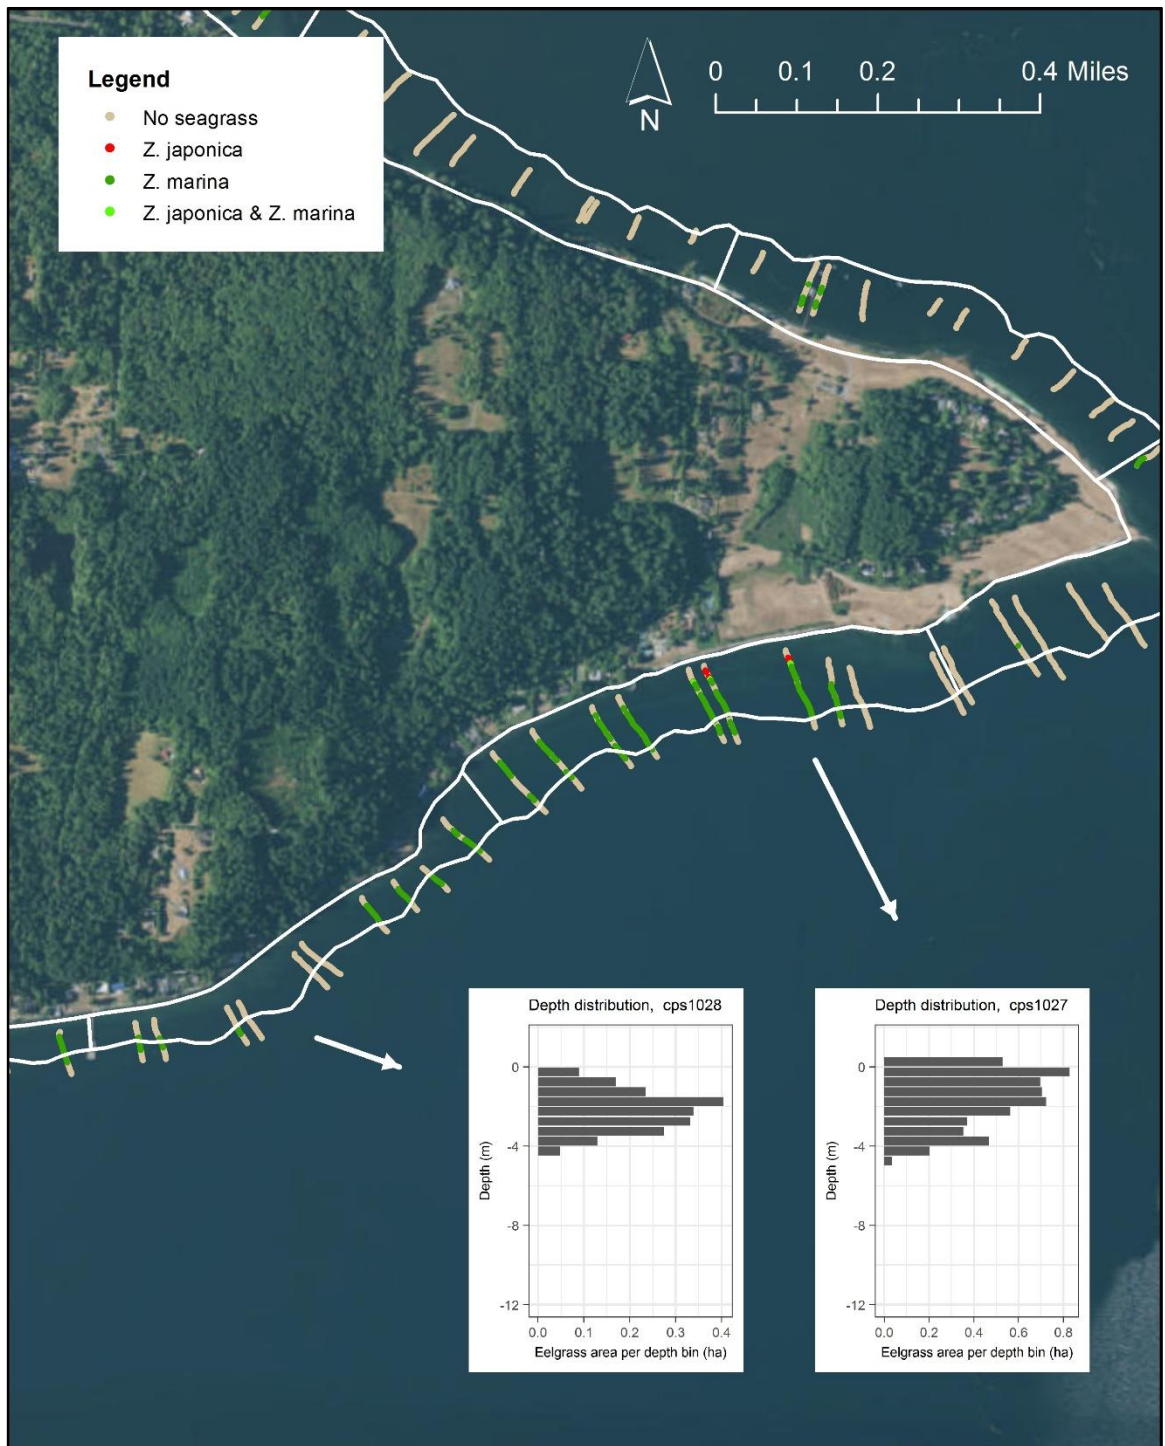 Legend
No seagrass
Z. japonica
Z. marina
Z. japonica & Z. marina
N
0 0.1 0.2 0.4 Miles
Depth distribution, cps1028
Depth (m)
0
-4
-8
-12
0.0 0.1 0.2 0.3 0.4
Eelgrass area per depth bin (ha)
Depth distribution, cps1027
Depth (m)
0
-4
-8
-12
0.0 0.2 0.4 0.6 0.8
Eelgrass area per depth bin (ha)